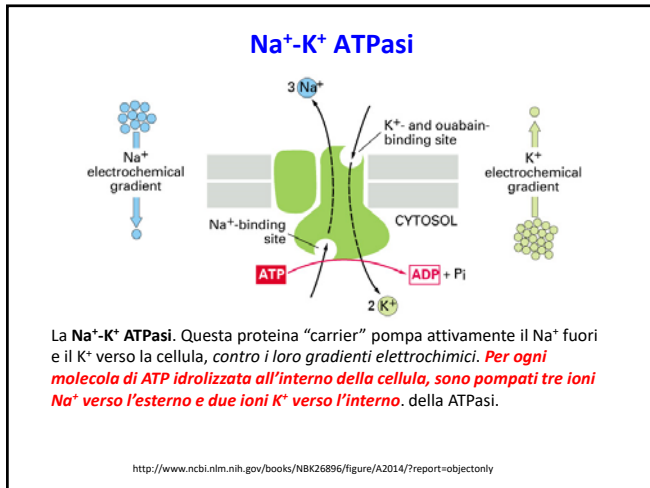 Na⁺-K⁺ ATPasi
3 Na⁺
K⁺- and ouabain-
binding site
Na⁺
electrochemical
gradient
K⁺
electrochemical
gradient
Na⁺-binding
site
CYTOSOL
ATP
ADP + Pi
2 K⁺
La Na⁺-K⁺ ATPasi. Questa proteina “carrier” pompa attivamente il Na⁺ fuori
e il K⁺ verso la cellula, contro i loro gradienti elettrochimici. Per ogni
molecola di ATP idrolizzata all’interno della cellula, sono pompati tre ioni
Na⁺ verso l’esterno e due ioni K⁺ verso l’interno. della ATPasi.
http://www.ncbi.nlm.nih.gov/books/NBK26896/figure/A2014/?report=objectonly